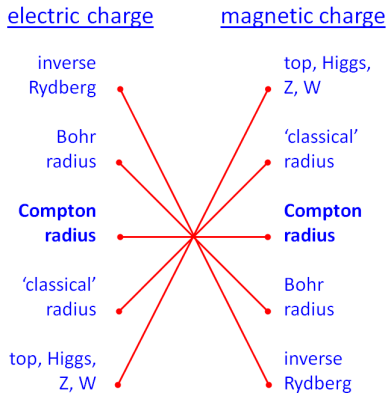 electric charge
magnetic charge
inverse
Rydberg
top, Higgs,
Z, W
Bohr
radius
‘classical’
radius
Compton
radius
Compton
radius
‘classical’
radius
Bohr
radius
top, Higgs,
Z, W
inverse
Rydberg